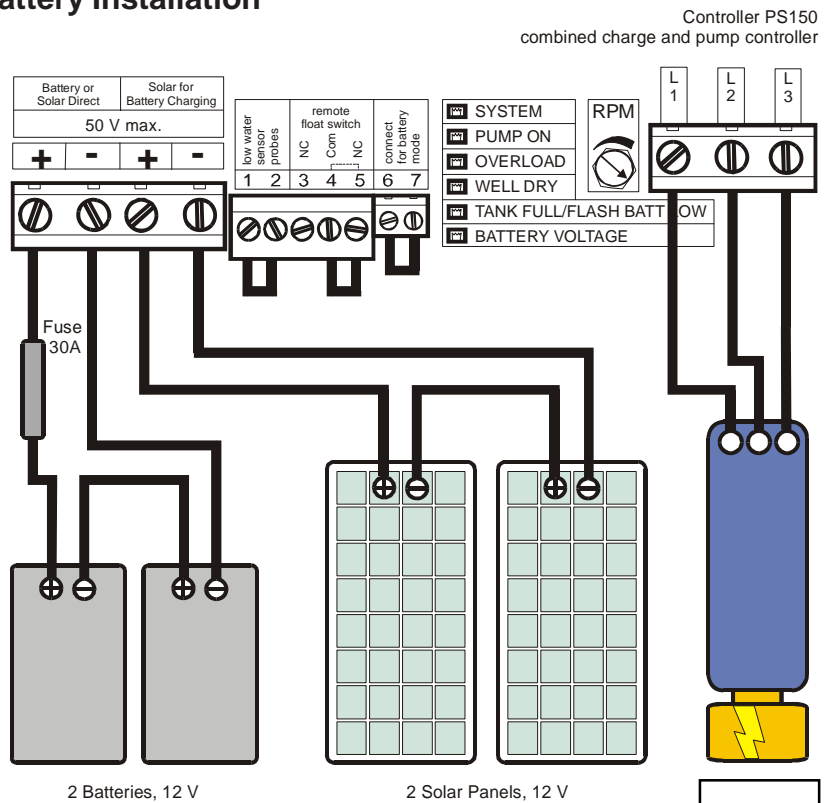 attery Installation
Controller PS150
combined charge and pump controller
Battery or
Solar Direct
Solar for
Battery Charging
50 V max.
+ - + -
low water
sensor
probes
remote
float switch
NC
Com
NC
connect
for battery
mode
1 2 3 4 5 6 7
SYSTEM
PUMP ON
OVERLOAD
WELL DRY
TANK FULL/FLASH BATT LOW
BATTERY VOLTAGE
RPM
L
1
L
2
L
3
Fuse
30A
2 Batteries, 12 V
2 Solar Panels, 12 V